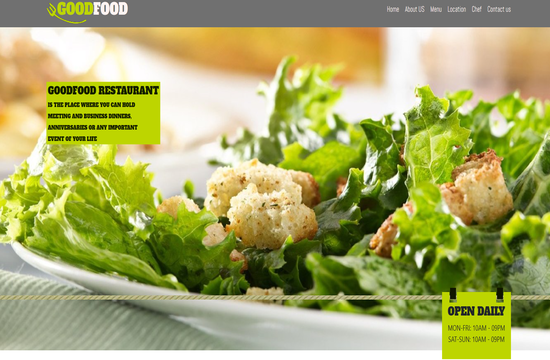 GOODFOOD
Home About US Menu Location Chef Contact us
GOODFOOD RESTAURANT
IS THE PLACE WHERE YOU CAN HOLD
MEETING AND BUSINESS DINNERS,
ANNIVERSARIES OR ANY IMPORTANT
EVENT OF YOUR LIFE
OPEN DAILY
MON-FRI: 10AM - 09PM
SAT-SUN: 10AM - 09PM